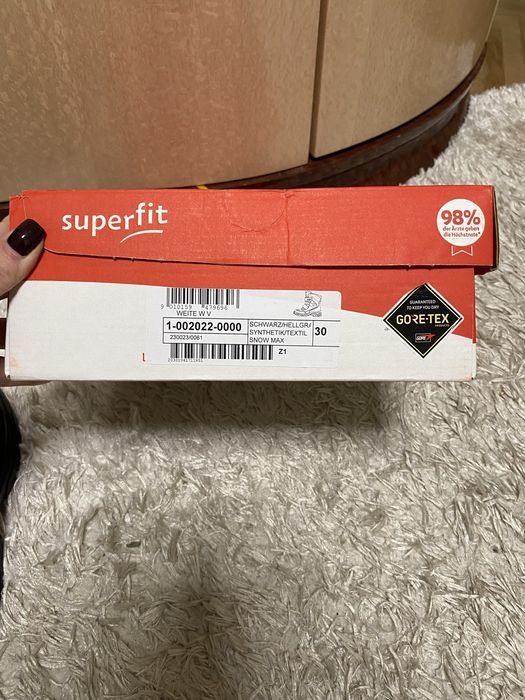 superfit
98%
der Ärzte geben
die Höchstnote*
9 010159 479696
WEITE W V
1-002022-0000
230023/0061
SCHWARZ/HELLGR/
SYNTHETIK/TEXTIL
SNOW MAX
30
Z1
GUARANTEED
TO KEEP YOU DRY
GORE-TEX
PRODUCTS
GORE